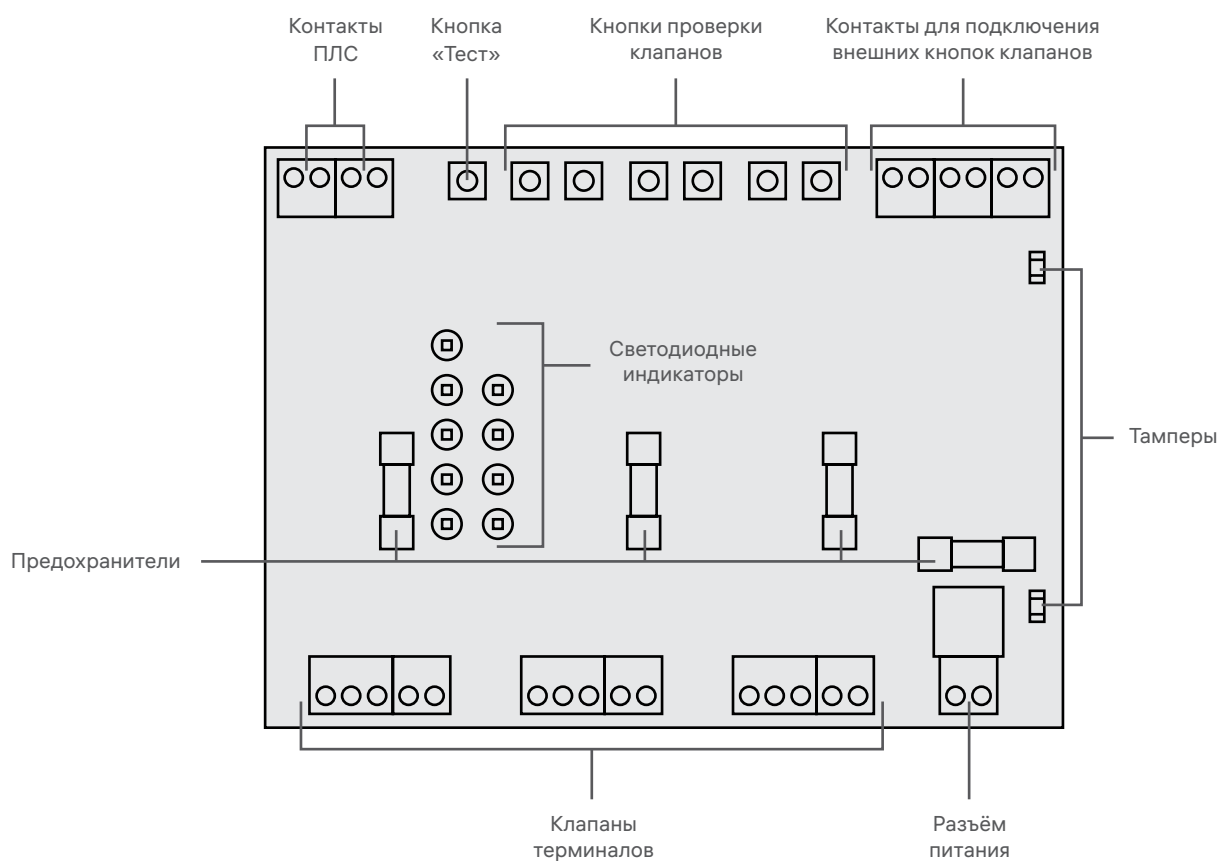 Контакты
ПЛС
Кнопка
«Тест»
Кнопки проверки
клапанов
Контакты для подключения
внешних кнопок клапанов
Светодиодные
индикаторы
Тамперы
Предохранители
Клапаны
терминалов
Разъём
питания